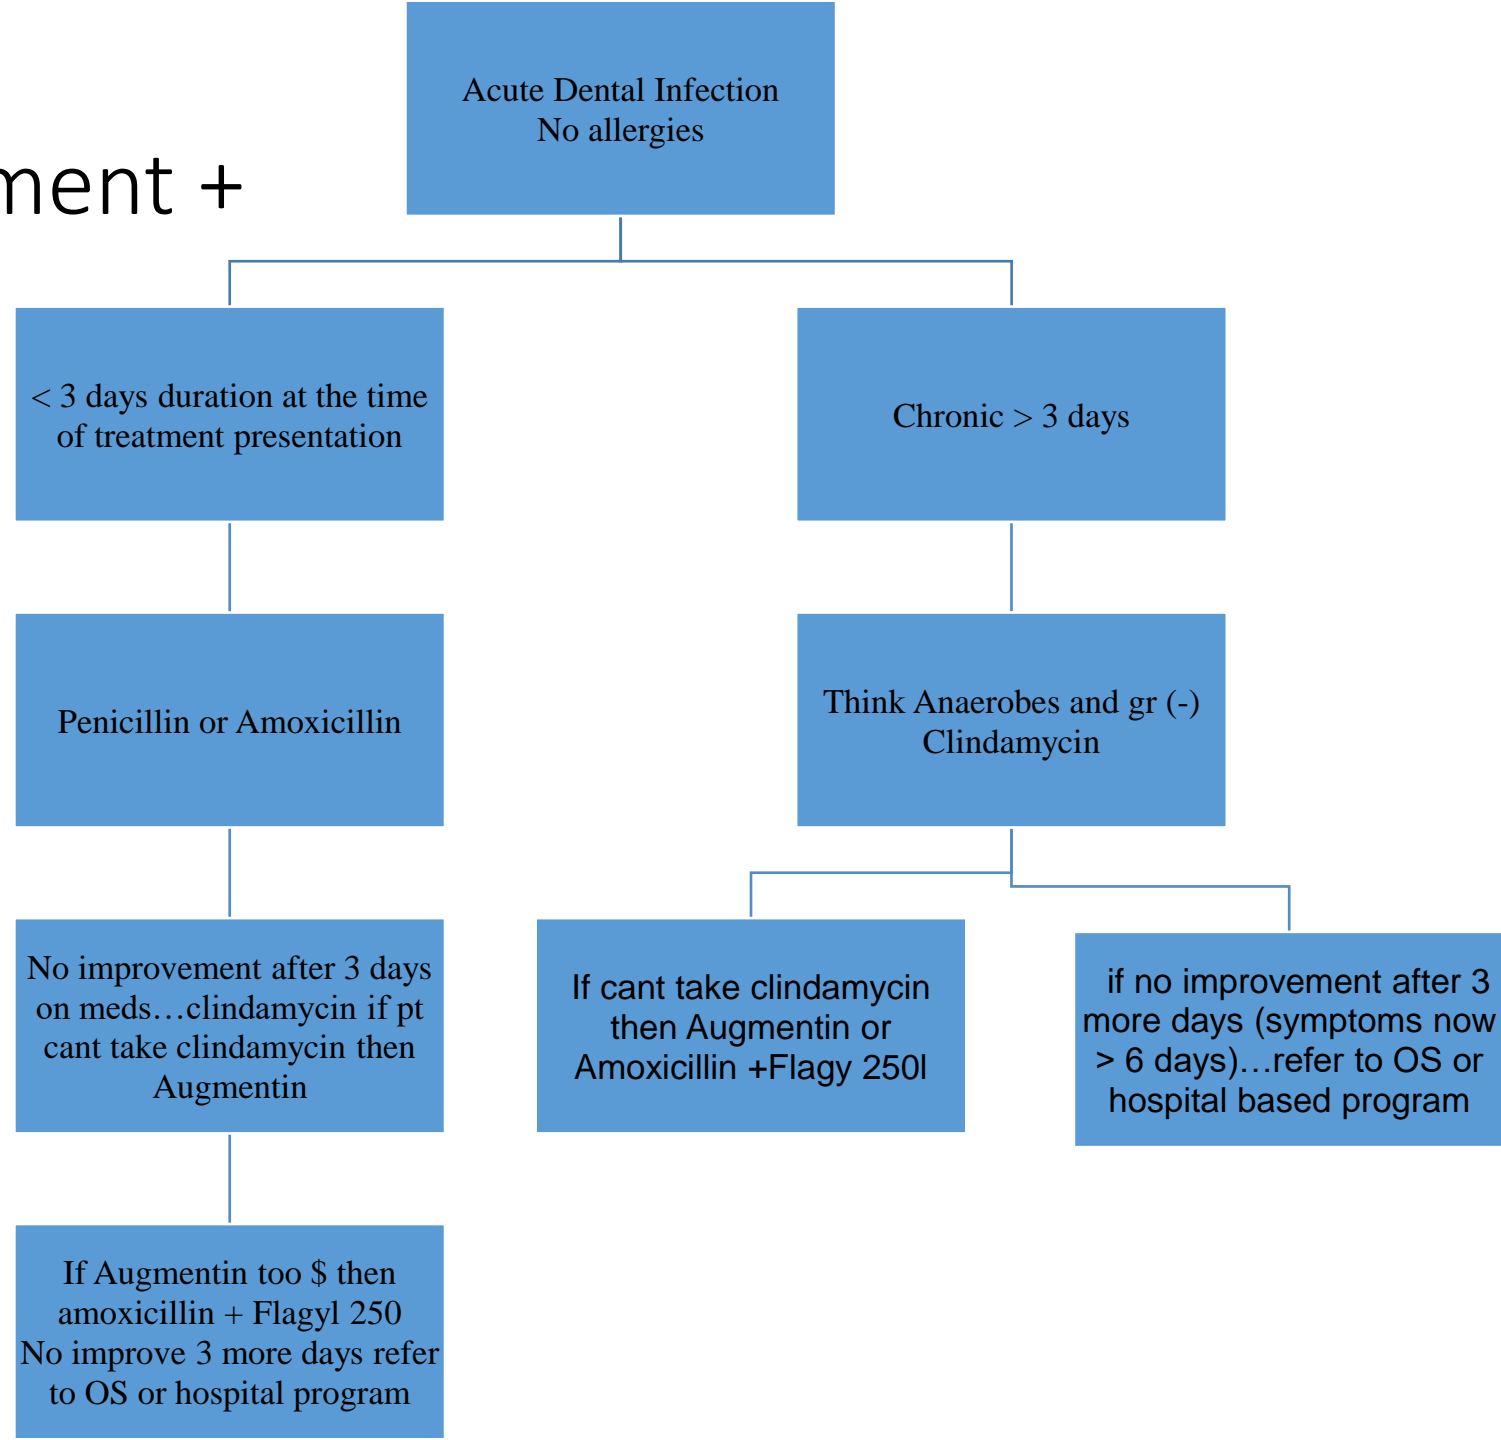 Acute Dental Infection
No allergies
ment +
< 3 days duration at the time
of treatment presentation
Chronic > 3 days
Penicillin or Amoxicillin
Think Anaerobes and gr (-)
Clindamycin
No improvement after 3 days
on meds…clindamycin if pt
cant take clindamycin then
Augmentin
If cant take clindamycin
then Augmentin or
Amoxicillin +Flagy 250l
if no improvement after 3
more days (symptoms now
> 6 days)…refer to OS or
hospital based program
If Augmentin too $ then
amoxicillin + Flagyl 250
No improve 3 more days refer
to OS or hospital program